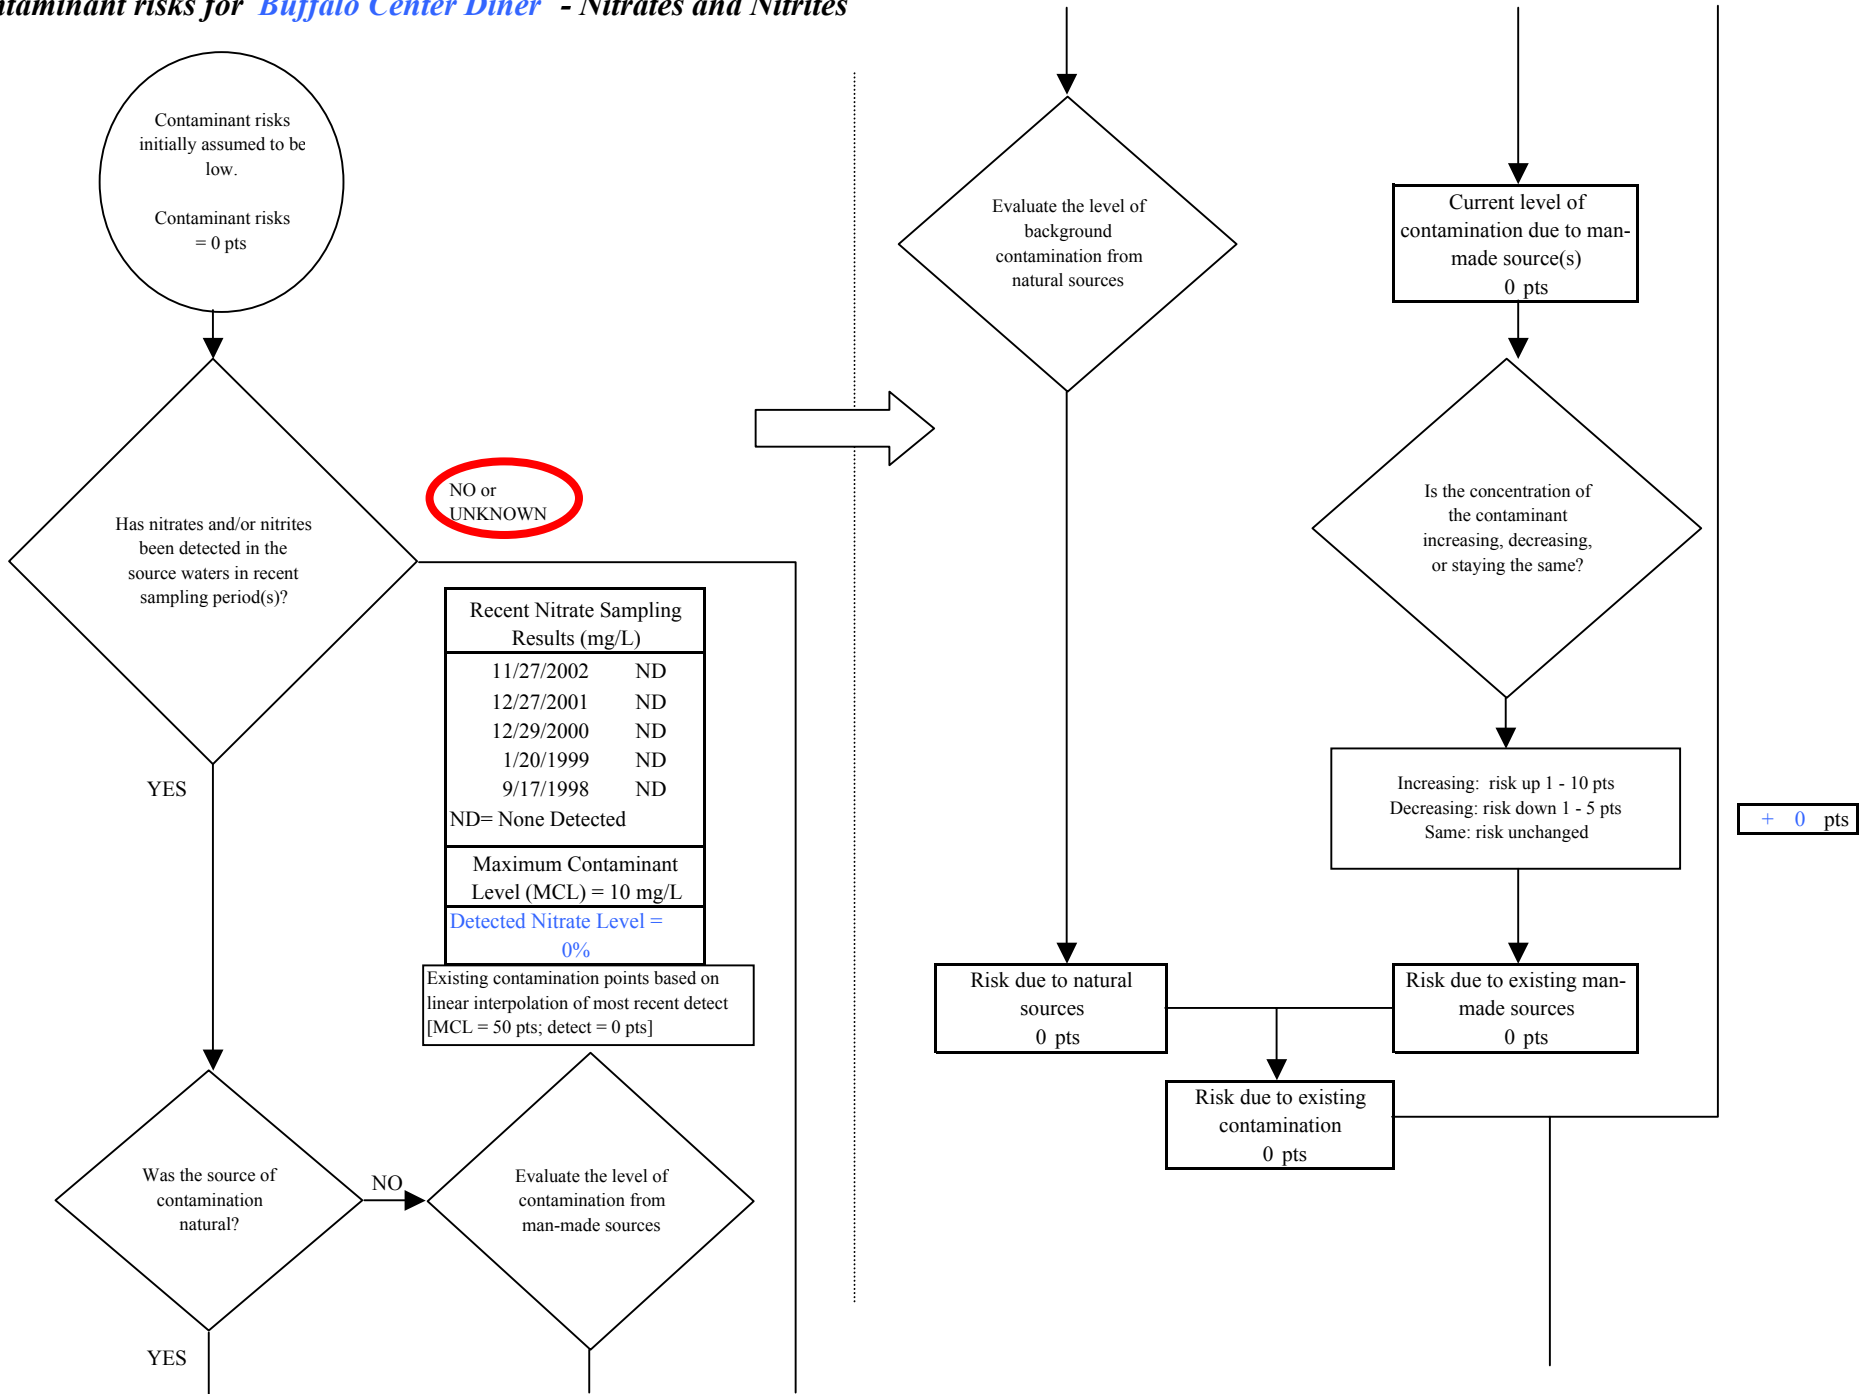 ntaminant risks for Buffalo Center Diner - Nitrates and Nitrites
Contaminant risks
initially assumed to be
low.
Contaminant risks
= 0 pts
Has nitrates and/or nitrites
been detected in the
source waters in recent
sampling period(s)?
NO or
UNKNOWN
YES
Recent Nitrate Sampling
Results (mg/L)
11/27/2002 ND
12/27/2001 ND
12/29/2000 ND
1/20/1999 ND
9/17/1998 ND
ND= None Detected
Maximum Contaminant
Level (MCL) = 10 mg/L
Detected Nitrate Level =
0%
Existing contamination points based on
linear interpolation of most recent detect
[MCL = 50 pts; detect = 0 pts]
Was the source of
contamination
natural?
NO
YES
Evaluate the level of
contamination from
man-made sources
Evaluate the level of
background
contamination from
natural sources
Current level of
contamination due to man-
made source(s)
0 pts
Is the concentration of
the contaminant
increasing, decreasing,
or staying the same?
Increasing: risk up 1 - 10 pts
Decreasing: risk down 1 - 5 pts
Same: risk unchanged
+ 0 pts
Risk due to natural
sources
0 pts
Risk due to existing man-
made sources
0 pts
Risk due to existing
contamination
0 pts